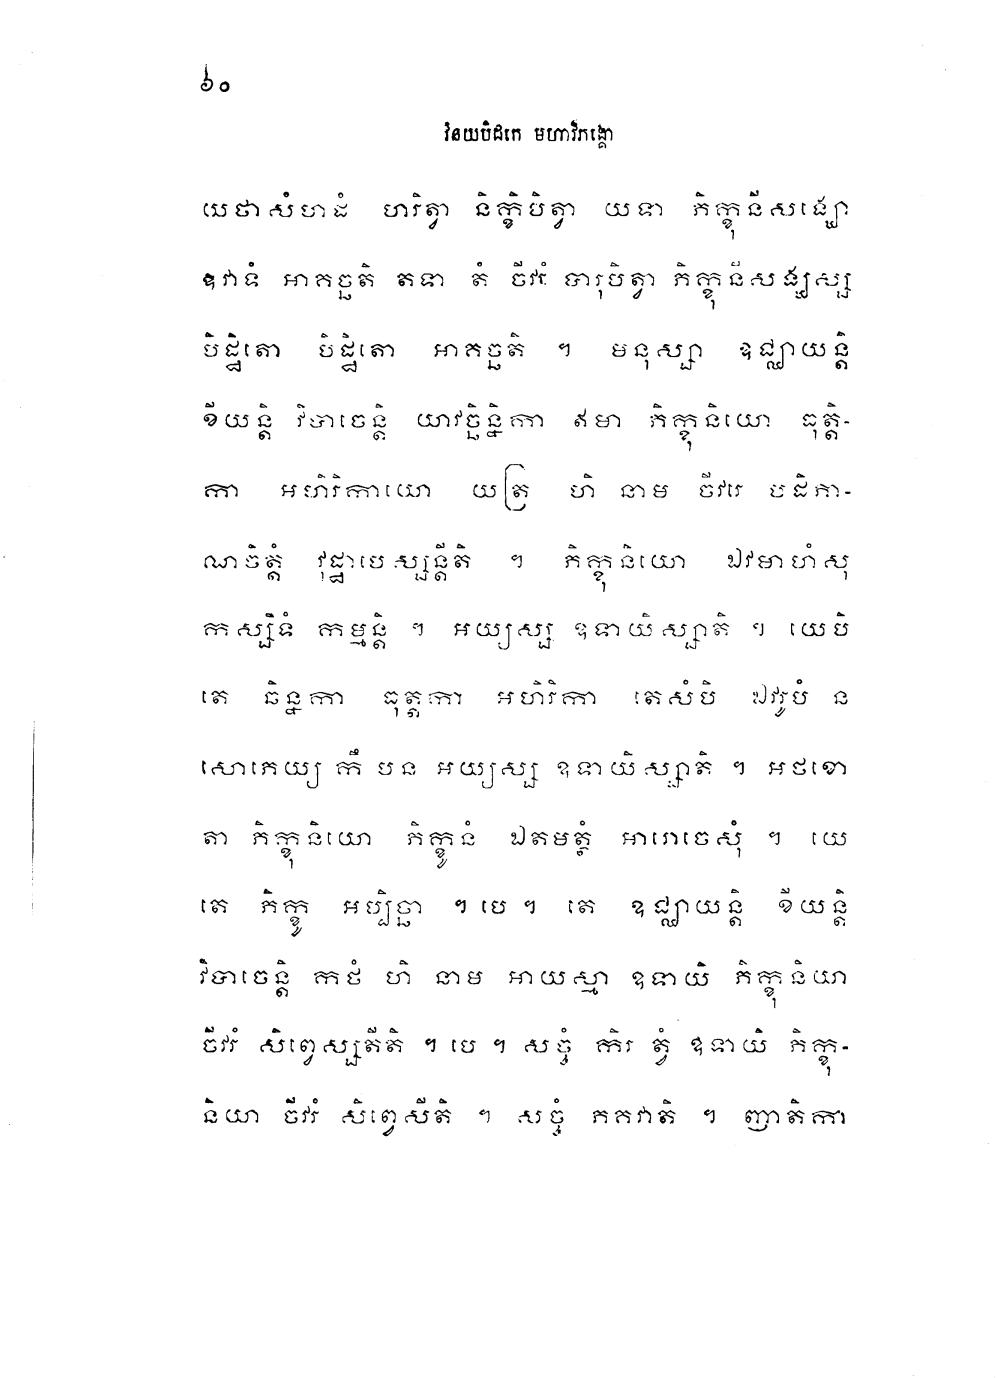 ៦០
វិនយបិដកេ មហាវិភង្គោ
យថាសំហដំ ហរិត្វា និក្ខិបិត្វា យទា ភិក្ខុនីសង្ឃោ
ឱវាទំ អាគច្ឆតិ តទា តំ ចីវរំ បារុបិត្វា ភិក្ខុនីសង្ឃស្ស
បិដ្ឋិតោ បិដ្ឋិតោ អាគច្ឆតិ ។ មនុស្សា ឧជ្ឈាយន្តិ
ខីយន្តិ វិបាចេន្តិ យាវច្ឆិន្និកា ឥមា ភិក្ខុនិយោ ធុត្តិ-
កា អហិរិកាយោ យត្រ ហិ នាម ចីវរេ បដិភា-
ណចិត្តំ វុដ្ឋាបេស្សន្តីតិ ។ ភិក្ខុនិយោ ឯវមាហំសុ
កស្សិទំ កម្មន្តិ ។ អយ្យស្ស ឧទាយិស្សាតិ ។ យេបិ
តេ ឆិន្នកា ធុត្តកា អហិរិកា តេសំបិ ឯវរូបំ ន
សោភេយ្យ កឹ បន អយ្យស្ស ឧទាយិស្សាតិ ។ អថខោ
តា ភិក្ខុនិយោ ភិក្ខូនំ ឯតមត្ថំ អារោចេសុំ ។ យេ
តេ ភិក្ខូ អប្បិច្ឆា ។ បេ ។ តេ ឧជ្ឈាយន្តិ ខីយន្តិ
វិបាចេន្តិ កថំ ហិ នាម អាយស្មា ឧទាយិ ភិក្ខុនិយា
ចីវរំ សិព្វេស្សតីតិ ។ បេ ។ សច្ចំ កិរ ត្វំ ឧទាយិ ភិក្ខុ-
និយា ចីវរំ សិព្វេសីតិ ។ សច្ចំ ភគវាតិ ។ ញាតិកា